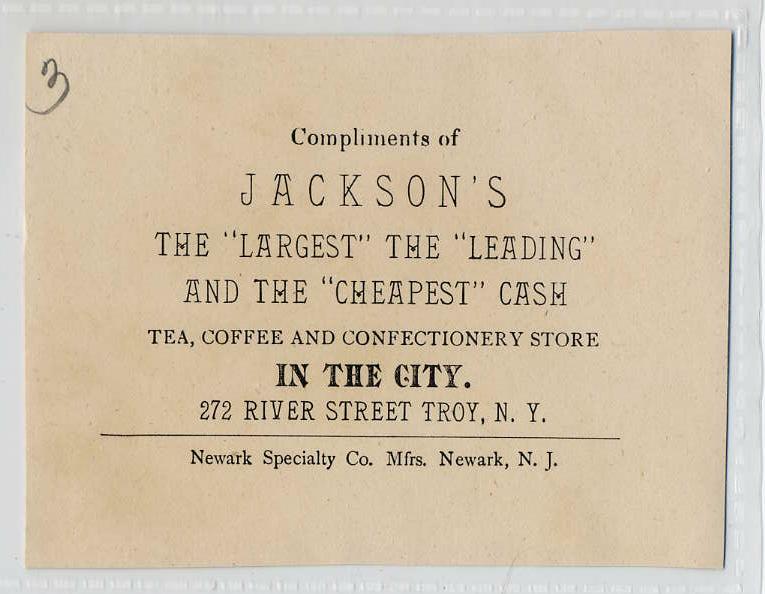 3
Compliments of
JACKSON'S
THE "LARGEST" THE "LEADING"
AND THE "CHEAPEST" CASH
TEA, COFFEE AND CONFECTIONERY STORE
IN THE CITY.
272 RIVER STREET TROY, N. Y.
Newark Specialty Co. Mfrs. Newark, N. J.